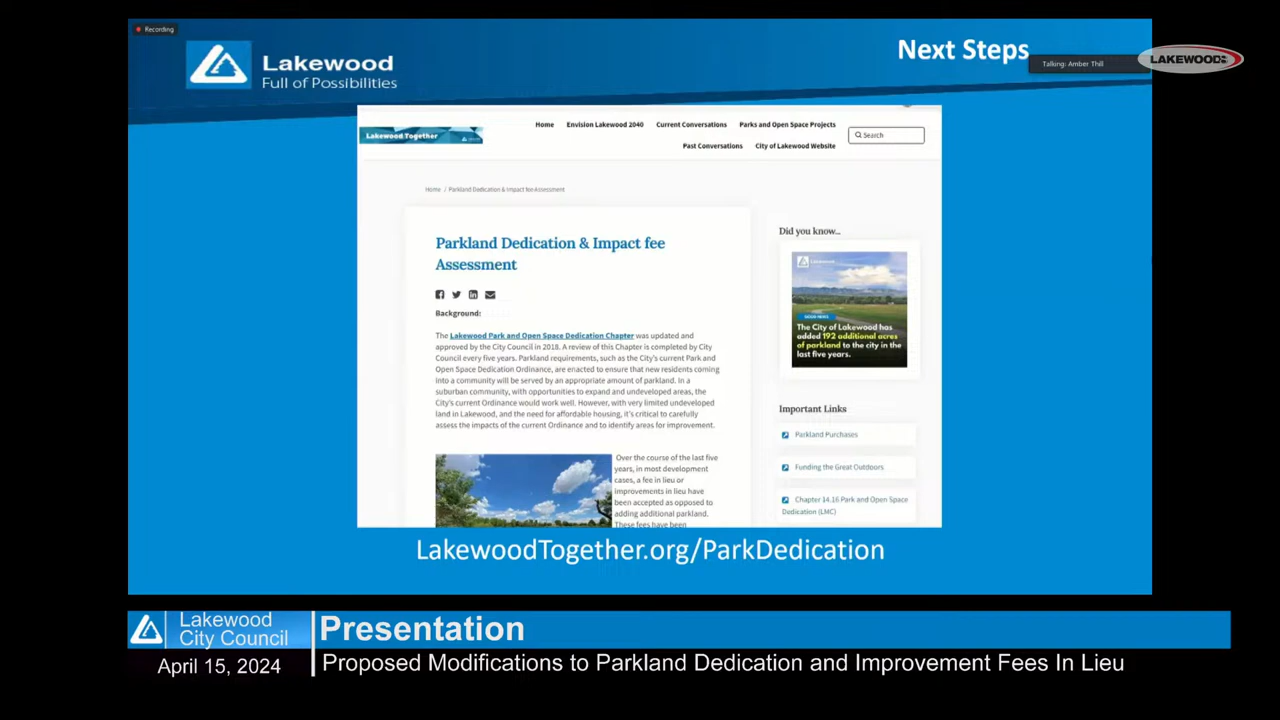 Recording
Lakewood
Full of Possibilities
Next Steps
Talking: Amber Thill
LAKEWOOD8
Lakewood Together
Home Envision Lakewood 2040 Current Conversations Parks and Open Space Projects
Past Conversations City of Lakewood Website
Search
Home / Parkland Dedication & Impact fee Assessment
Parkland Dedication & Impact fee
Assessment
Background:
The Lakewood Park and Open Space Dedication Chapter was updated and
approved by the City Council in 2018. A review of this Chapter is completed by City
Council every five years. Parkland requirements, such as the City's current Park and
Open Space Dedication Ordinance, are enacted to ensure that new residents coming
into a community will be served by an appropriate amount of parkland. In a
suburban community, with opportunities to expand and undeveloped areas, the
City's current Ordinance would work well. However, with very limited undeveloped
land in Lakewood, and the need for affordable housing, it's critical to carefully
assess the impacts of the current Ordinance and to identify areas for improvement.
Over the course of the last five
years, in most development
cases, a fee in lieu or
improvements in lieu have
been accepted as opposed to
adding additional parkland.
These fees have been
Did you know...
Lakewood
GOOD NEWS
The City of Lakewood has
added 192 additional acres
of parkland to the city in the
last five years.
Important Links
Parkland Purchases
Funding the Great Outdoors
Chapter 14.16 Park and Open Space
Dedication (LMC)
LakewoodTogether.org/ParkDedication
Lakewood
City Council
April 15, 2024
Presentation
Proposed Modifications to Parkland Dedication and Improvement Fees In Lieu